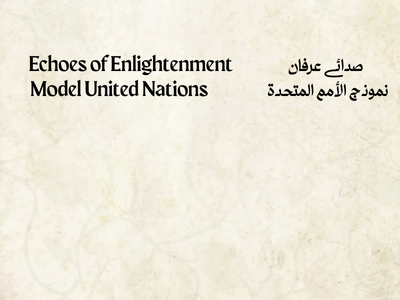 Echoes of Enlightenment
Model United Nations
صدائے عرفان
نموذج الأمم المتحدة